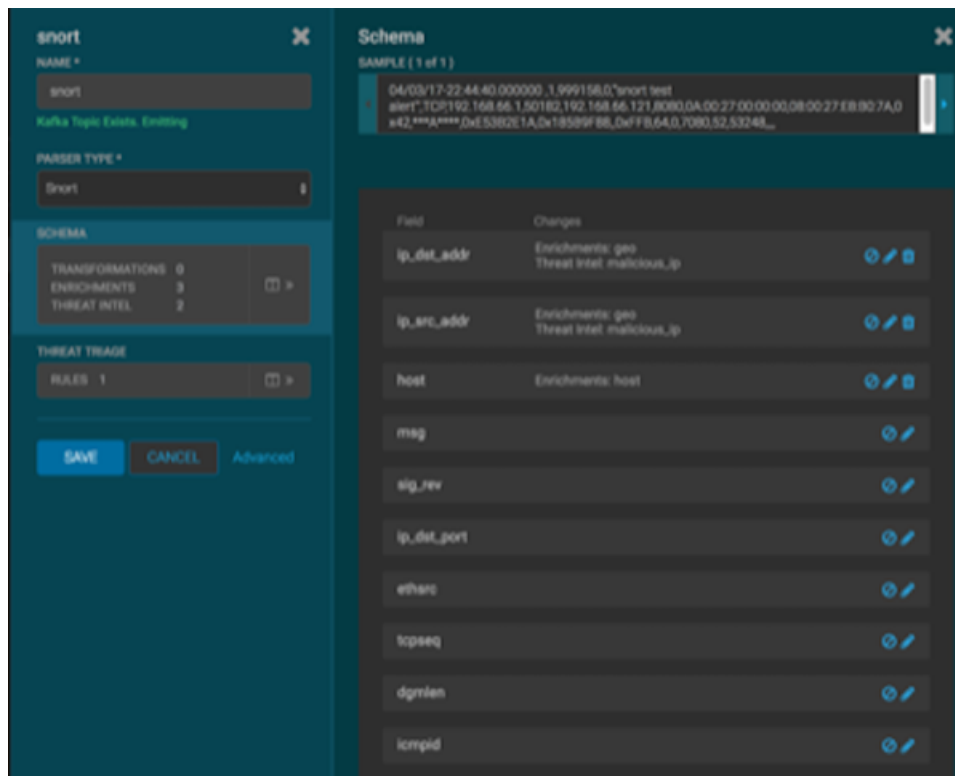 snort
NAME *
snort
Kafka Topic Exists. Emitting
PARSER TYPE *
Snort
SCHEMA
TRANSFORMATIONS 0
ENRICHMENTS 3
THREAT INTEL 2
THREAT TRIAGE
RULES 1
SAVE CANCEL Advanced
Schema
SAMPLE ( 1 of 1 )
04/03/17-22:44:40.000000 ,1,999158,0,"snort test
alert",TCP,192.168.66.1,50182,192.168.66.121,8080,0A:00:27:00:00:00,08:00:27:E8:B0:7A,0
x42,***A****,0xE53B2E1A,0x18589FBB,,0xFFB,64,0,7080,52,53248,,,,
Field Changes
ip_dst_addr Enrichments: geo
Threat Intel: malicious_ip
ip_src_addr Enrichments: geo
Threat Intel: malicious_ip
host Enrichments: host
msg
sig_rev
ip_dst_port
ethsrc
tcpseq
dgmlen
icmpid